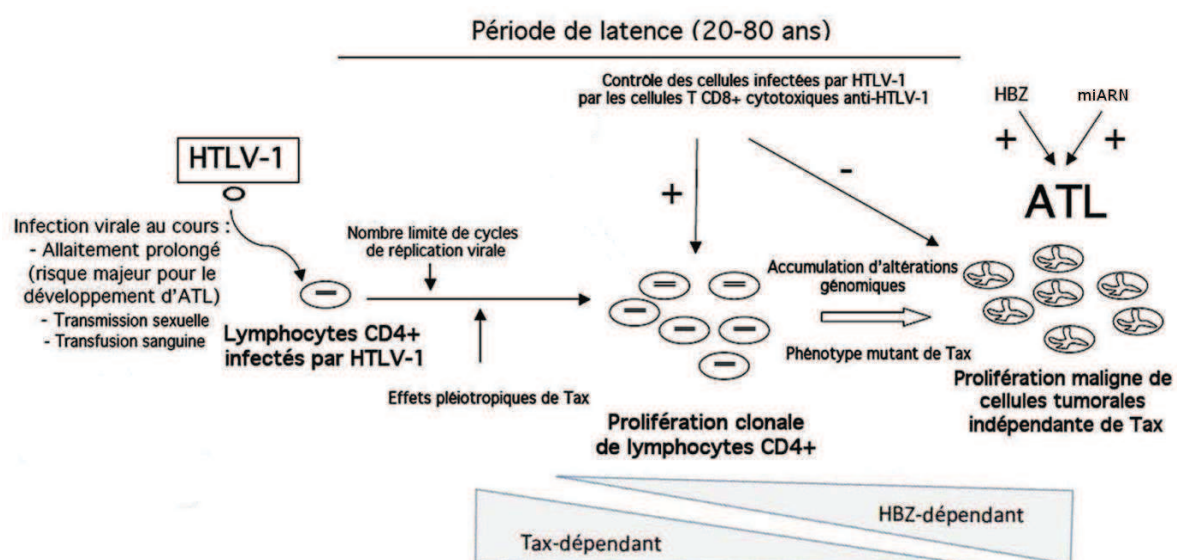 Période de latence (20-80 ans)
Contrôle des cellules infectées par HTLV-1
par les cellules T CD8+ cytotoxiques anti-HTLV-1
HBZ
miARN
+
+
HTLV-1
+
-
ATL
Infection virale au cours :
- Allaitement prolongé
(risque majeur pour le
développement d'ATL)
- Transmission sexuelle
- Transfusion sanguine
Nombre limité de cycles
de réplication virale
Lymphocytes CD4+
infectés par HTLV-1
Effets pléiotropiques de Tax
Accumulation d'altérations
génomiques
Phénotype mutant de Tax
Prolifération clonale
de lymphocytes CD4+
Prolifération maligne de
cellules tumorales
indépendante de Tax
HBZ-dépendant
Tax-dépendant